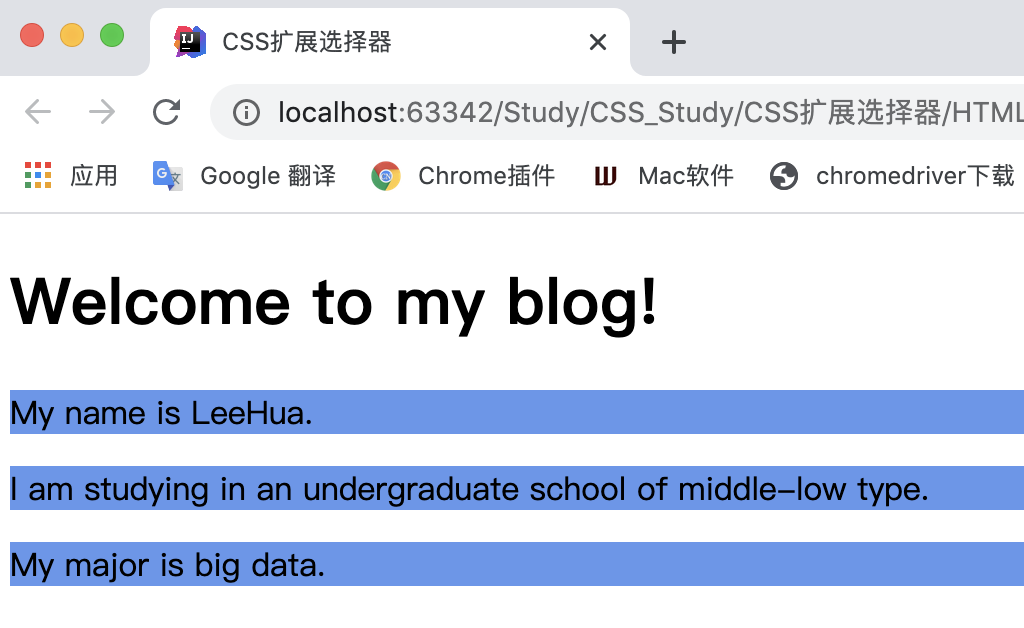 CSS扩展选择器
localhost:63342/Study/CSS_Study/CSS扩展选择器/HTML
应用 Google 翻译 Chrome插件 Mac软件 chromedriver下载
Welcome to my blog!
My name is LeeHua.
I am studying in an undergraduate school of middle-low type.
My major is big data.